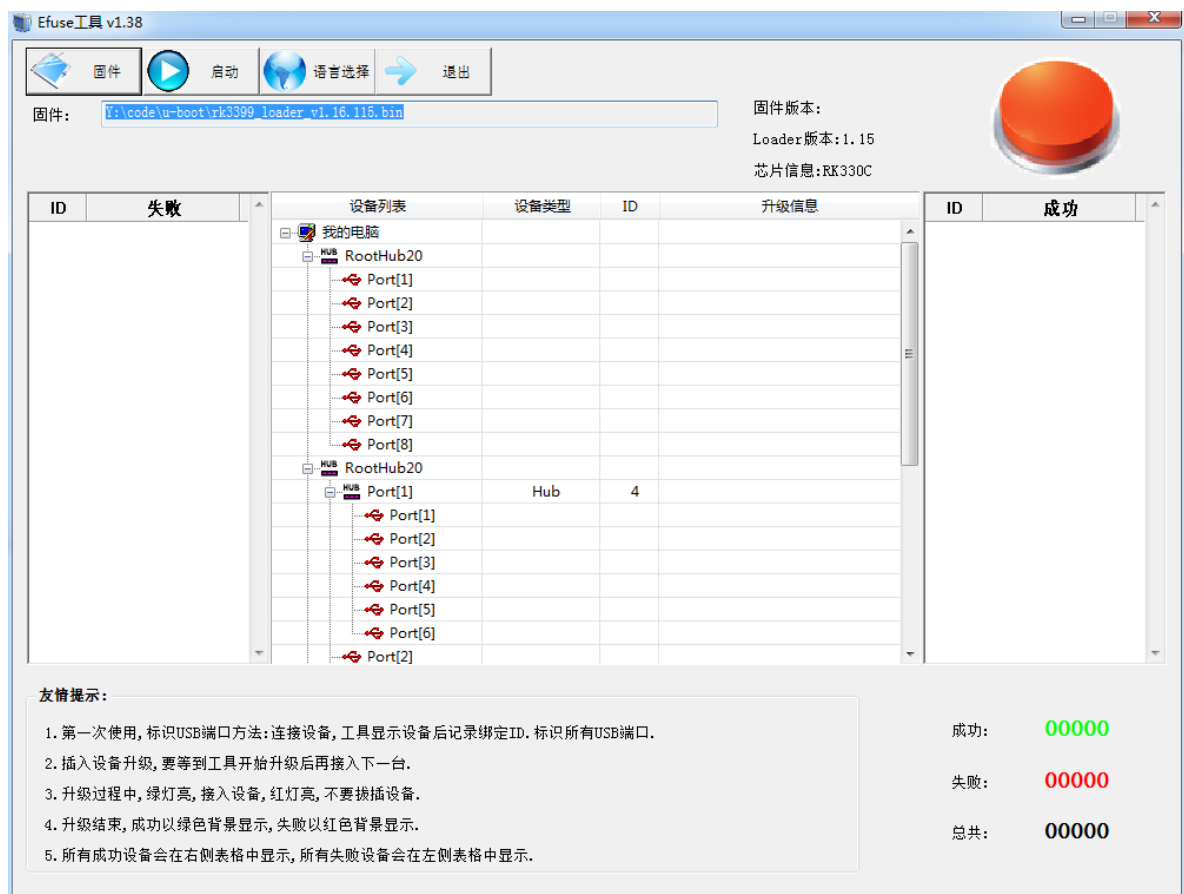 Efuse工具 v1.38
固件 启动 语言选择 退出
固件: Y:\code\u-boot\rk3399_loader_v1.16.115.bin
固件版本:
Loader版本:1.15
芯片信息:RK330C
ID 失败
设备列表 设备类型 ID 升级信息
ID 成功
我的电脑
HUB RootHub20
Port[1]
Port[2]
Port[3]
Port[4]
Port[5]
Port[6]
Port[7]
Port[8]
HUB RootHub20
HUB Port[1] Hub 4
Port[1]
Port[2]
Port[3]
Port[4]
Port[5]
Port[6]
Port[2]
友情提示:
1.第一次使用,标识USB端口方法:连接设备,工具显示设备后记录绑定ID.标识所有USB端口.
2.插入设备升级,要等到工具开始升级后再接入下一台.
3.升级过程中,绿灯亮,接入设备,红灯亮,不要拔插设备.
4.升级结束,成功以绿色背景显示,失败以红色背景显示.
5.所有成功设备会在右侧表格中显示,所有失败设备会在左侧表格中显示.
成功: 00000
失败: 00000
总共: 00000